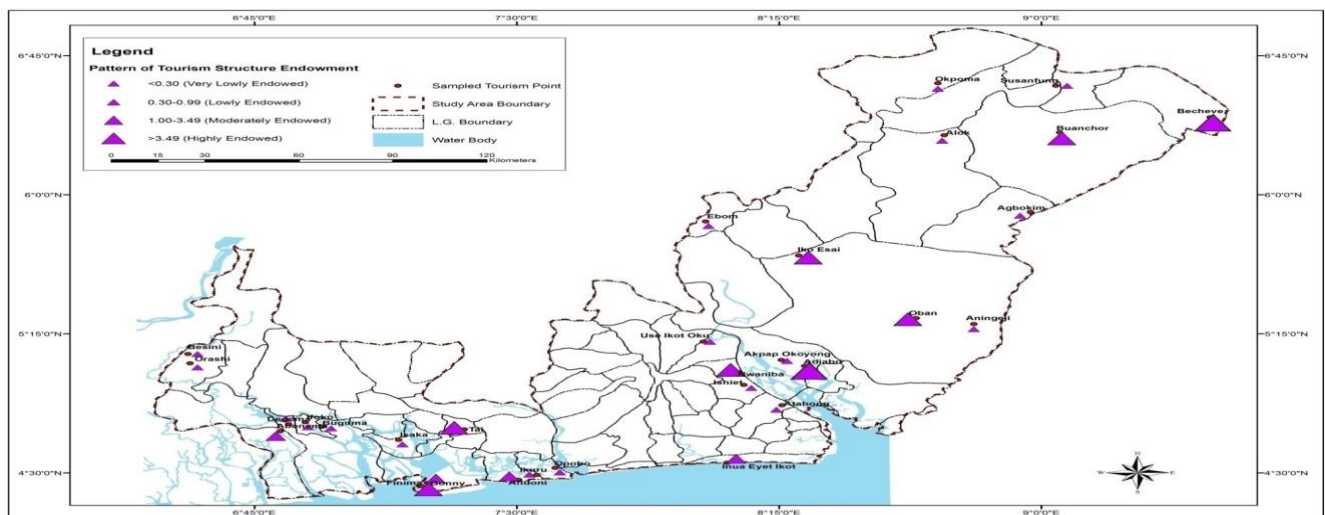 6°45'0"E 7°30'0"E 8°15'0"E 9°0'0"E
6°45'0"N 6°45'0"N
Legend
Pattern of Tourism Structure Endowment
<0.30 (Very Lowly Endowed)
0.30-0.99 (Lowly Endowed)
1.00-3.49 (Moderately Endowed)
>3.49 (Highly Endowed)
Sampled Tourism Point
Study Area Boundary
L.G. Boundary
Water Body
0 15 30 60 90 120
Kilometers
Okpoma
Susanfung
Becheve
Alok
Buanchor
6°0'0"N 6°0'0"N
Agbokim
Ebom
Iko Esai
Oban
Aningeji
5°15'0"N 5°15'0"N
Use Ikot Oku
Besini
Orashi
Akpap Okoyong
Adiabo
Nwaniba
Ishiet
Atabong
Buguma
Isaka
Tai
Opobo
Inua Eyet Ikot
4°30'0"N 4°30'0"N
Ikuru
Andoni
Finima
Bonny
N
W E
S
6°45'0"E 7°30'0"E 8°15'0"E 9°0'0"E